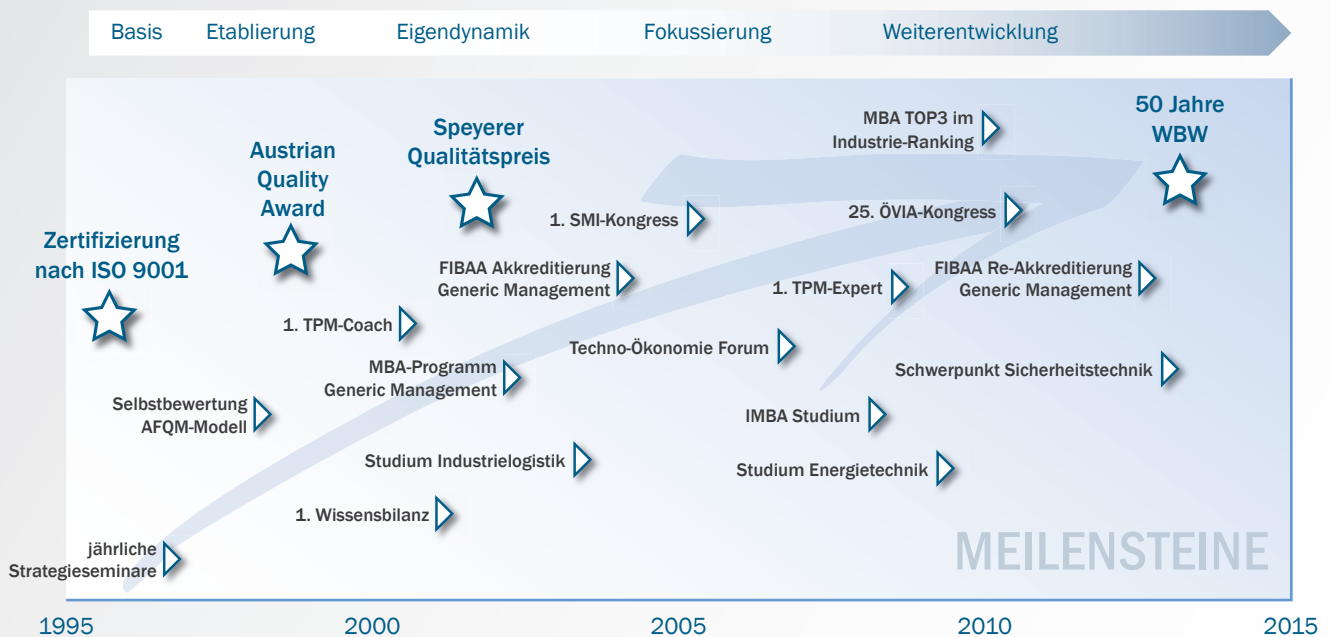 Basis
Etablierung
Eigendynamik
Fokussierung
Weiterentwicklung
Zertifizierung
nach ISO 9001
Austrian
Quality
Award
Speyerer
Qualitätspreis
MBA TOP3 im
Industrie-Ranking
50 Jahre
WBW
1. SMI-Kongress
25. ÖVIA-Kongress
FIBAA Akkreditierung
Generic Management
1. TPM-Expert
FIBAA Re-Akkreditierung
Generic Management
1. TPM-Coach
Techno-Ökonomie Forum
MBA-Programm
Generic Management
Schwerpunkt Sicherheitstechnik
Selbstbewertung
AFQM-Modell
IMBA Studium
Studium Industrielogistik
Studium Energietechnik
1. Wissensbilanz
jährliche
Strategieseminare
MEILENSTEINE
1995
2000
2005
2010
2015